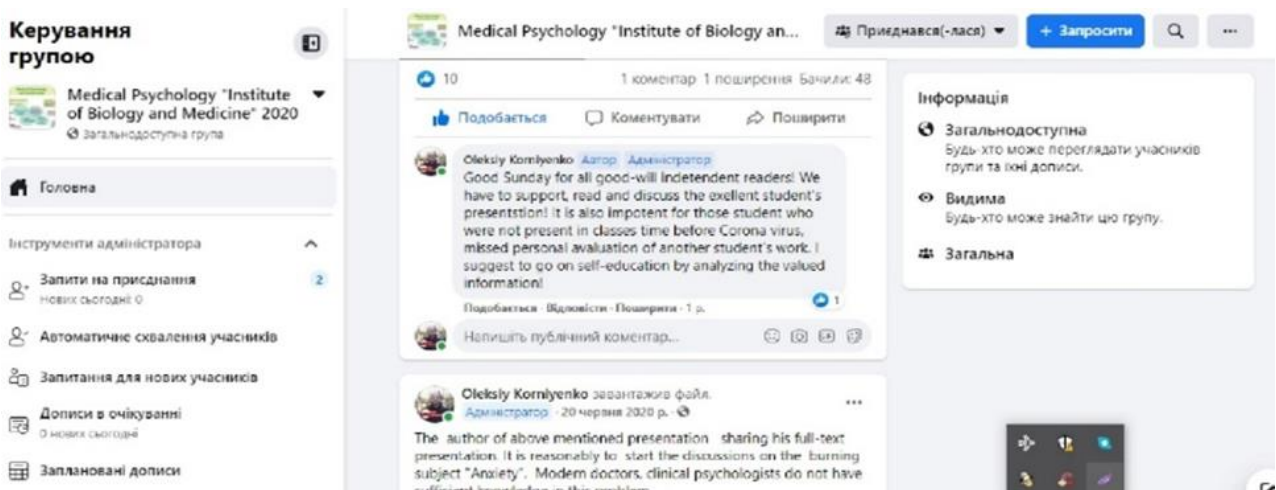 Керування
групою
Medical Psychology "Institute
of Biology and Medicine" 2020
Загальнодоступна група
Головна
Інструменти адміністратора
Запити на приєднання
2
Нових сьогодні: 0
Автоматичне схвалення учасників
Запитання для нових учасників
Дописи в очікуванні
0 нових сьогодні
Заплановані дописи
Medical Psychology "Institute of Biology an...
Приєднався(-лася)
+ Запросити
10
1 коментар 1 поширення Бачили: 48
Подобається
Коментувати
Поширити
Oleksiy Korniyenko Автор Адміністратор
Good Sunday for all good-will indetendent readers! We
have to support, read and discuss the exellent student's
presentstion! It is also impotent for those student who
were not present in classes time before Corona virus,
missed personal avaluation of another student's work. I
suggest to go on self-education by analyzing the valued
information!
1
Подобається · Відповісти · Поширити · 1 р.
Напишіть публічний коментар...
Oleksiy Korniyenko завантажив файл.
Адміністратор · 20 червня 2020 р.
The author of above mentioned presentation sharing his full-text
presentation. It is reasonably to start the discussions on the burning
subject "Anxiety". Modern doctors, clinical psychologists do not have
Інформація
Загальнодоступна
Будь-хто може переглядати учасників
групи та їхні дописи.
Видима
Будь-хто може знайти цю групу.
Загальна